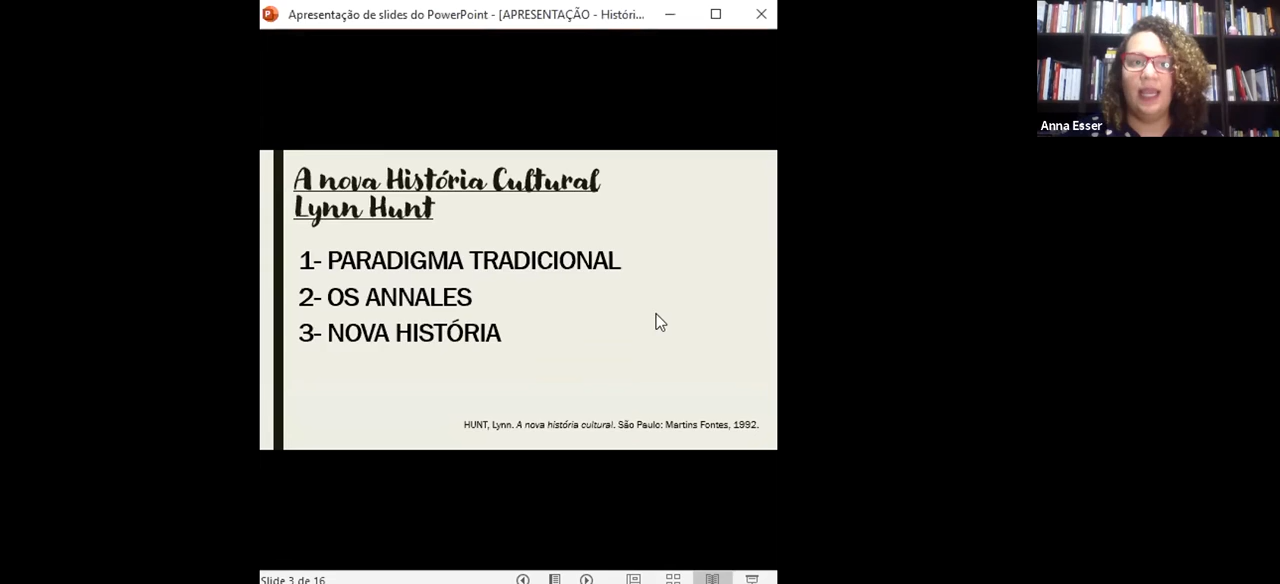 Apresentação de slides do PowerPoint - [APRESENTAÇÃO - Históri...
Anna Esser
A nova História Cultural
Lynn Hunt
1- PARADIGMA TRADICIONAL
2- OS ANNALES
3- NOVA HISTÓRIA
HUNT, Lynn. A nova história cultural. São Paulo: Martins Fontes, 1992.
Slide 3 de 16